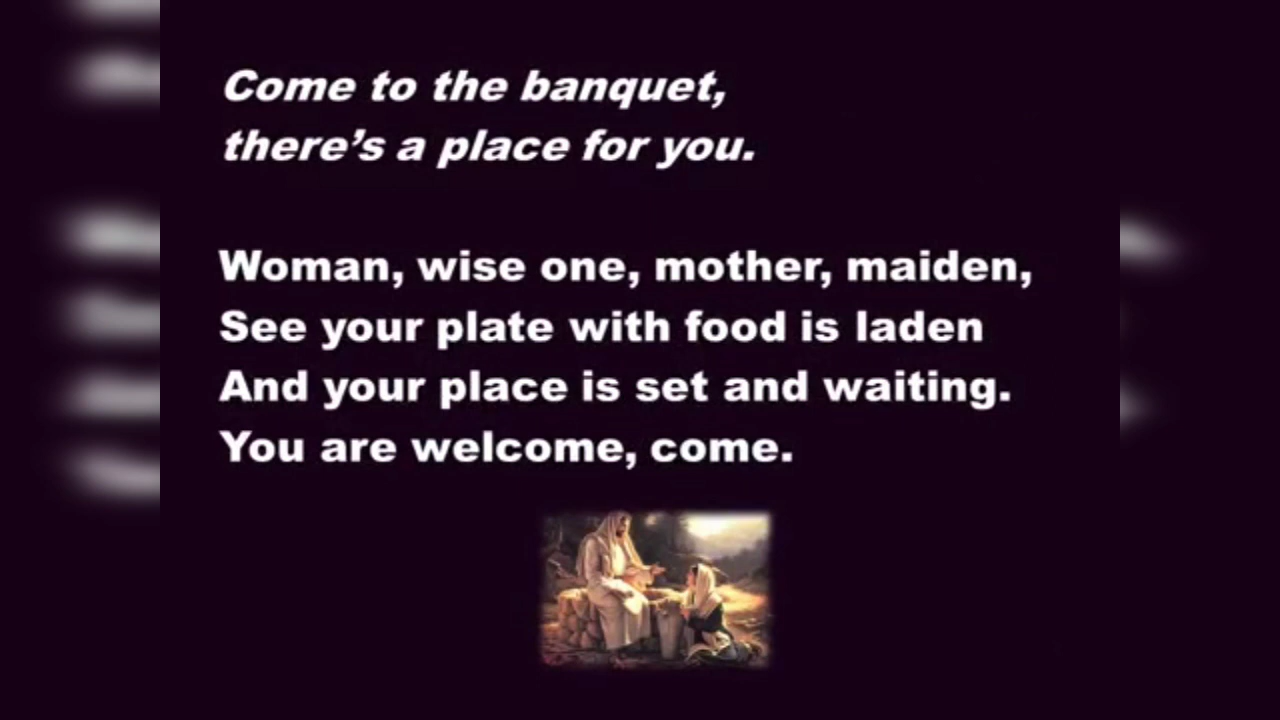 Come to the banquet,
there’s a place for you.
Woman, wise one, mother, maiden,
See your plate with food is laden
And your place is set and waiting.
You are welcome, come.